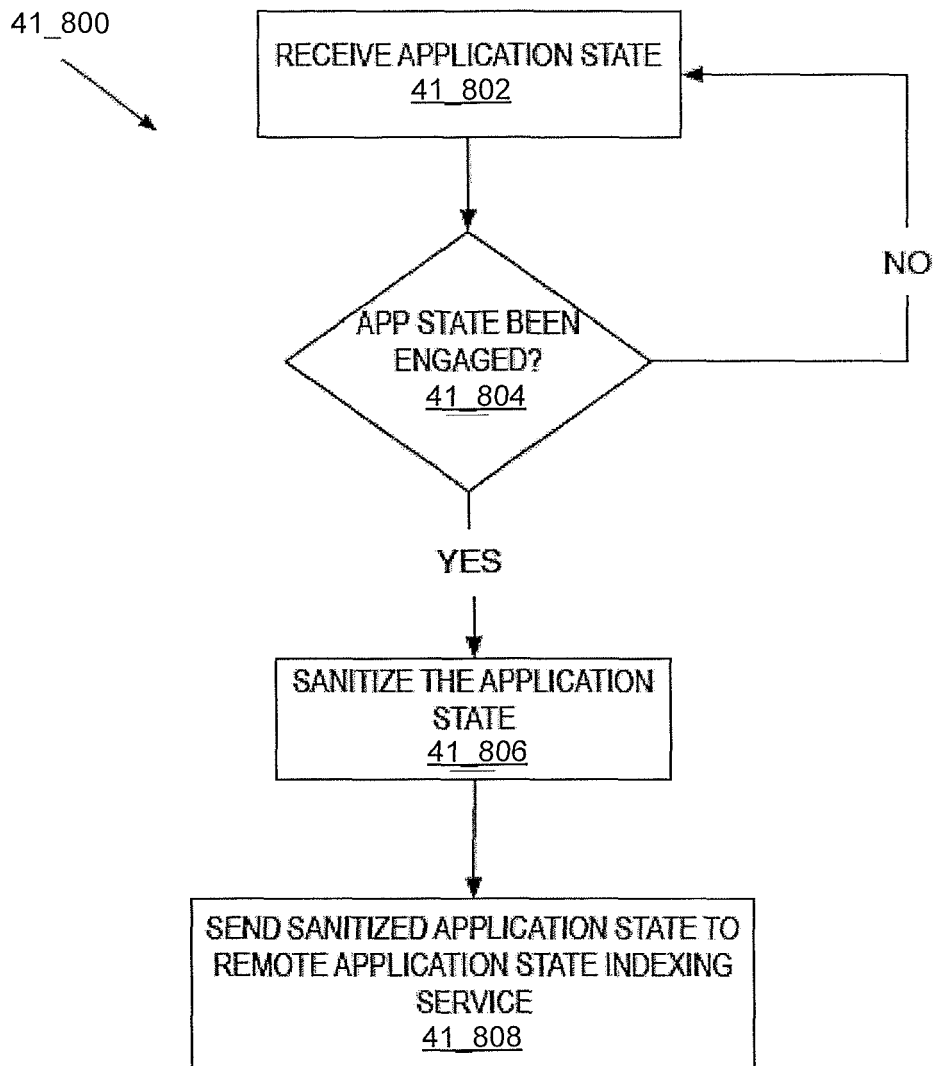 41_800
RECEIVE APPLICATION STATE
41_802
NO
APP STATE BEEN
ENGAGED?
41_804
YES
SANITIZE THE APPLICATION
STATE
41_806
SEND SANITIZED APPLICATION STATE TO
REMOTE APPLICATION STATE INDEXING
SERVICE
41_808